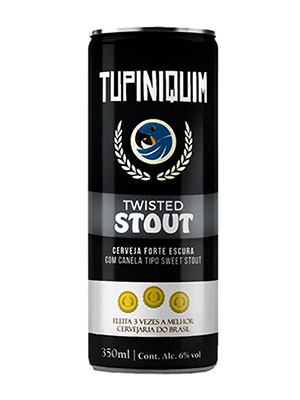 TUPINIQUIM
TWISTED
STOUT
CERVEJA FORTE ESCURA
COM CANELA TIPO SWEET STOUT
ELEITA 3 VEZES A MELHOR
CERVEJARIA DO BRASIL
350ml | Cont. Alc. 6% vol